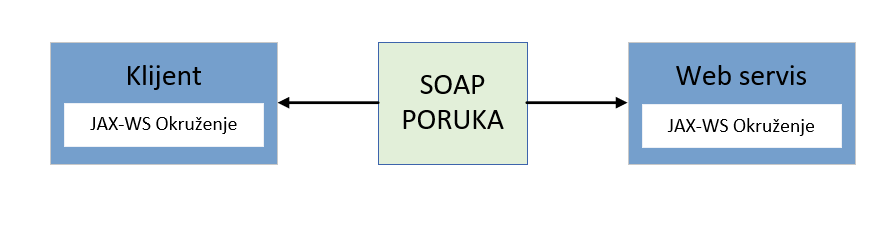 Klijent
JAX-WS Okruženje
SOAP
PORUKA
Web servis
JAX-WS Okruženje